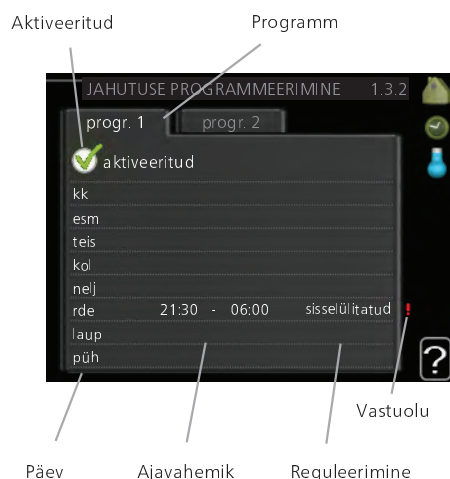 Aktiveeritud Programm
JAHUTUSE PROGRAMMEERIMINE 1.3.2
progr. 1 progr. 2
aktiveeritud
kk
esm
teis
kol
nelj
rde 21:30 - 06:00 sisselülitatud !
laup
püh
?
Vastuolu
Päev Ajavahemik Reguleerimine